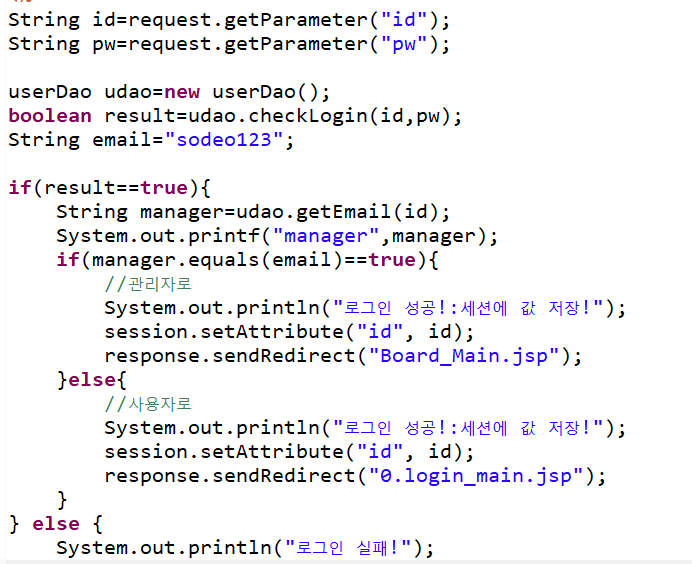 String id=request.getParameter("id");
String pw=request.getParameter("pw");
userDao udao=new userDao();
boolean result=udao.checkLogin(id,pw);
String email="sodeo123";
if(result==true){
    String manager=udao.getEmail(id);
    System.out.printf("manager",manager);
    if(manager.equals(email)==true){
        //관리자로
        System.out.println("로그인 성공!:세션에 값 저장!");
        session.setAttribute("id", id);
        response.sendRedirect("Board_Main.jsp");
    }else{
        //사용자로
        System.out.println("로그인 성공!:세션에 값 저장!");
        session.setAttribute("id", id);
        response.sendRedirect("0.login_main.jsp");
    }
} else {
    System.out.println("로그인 실패!");